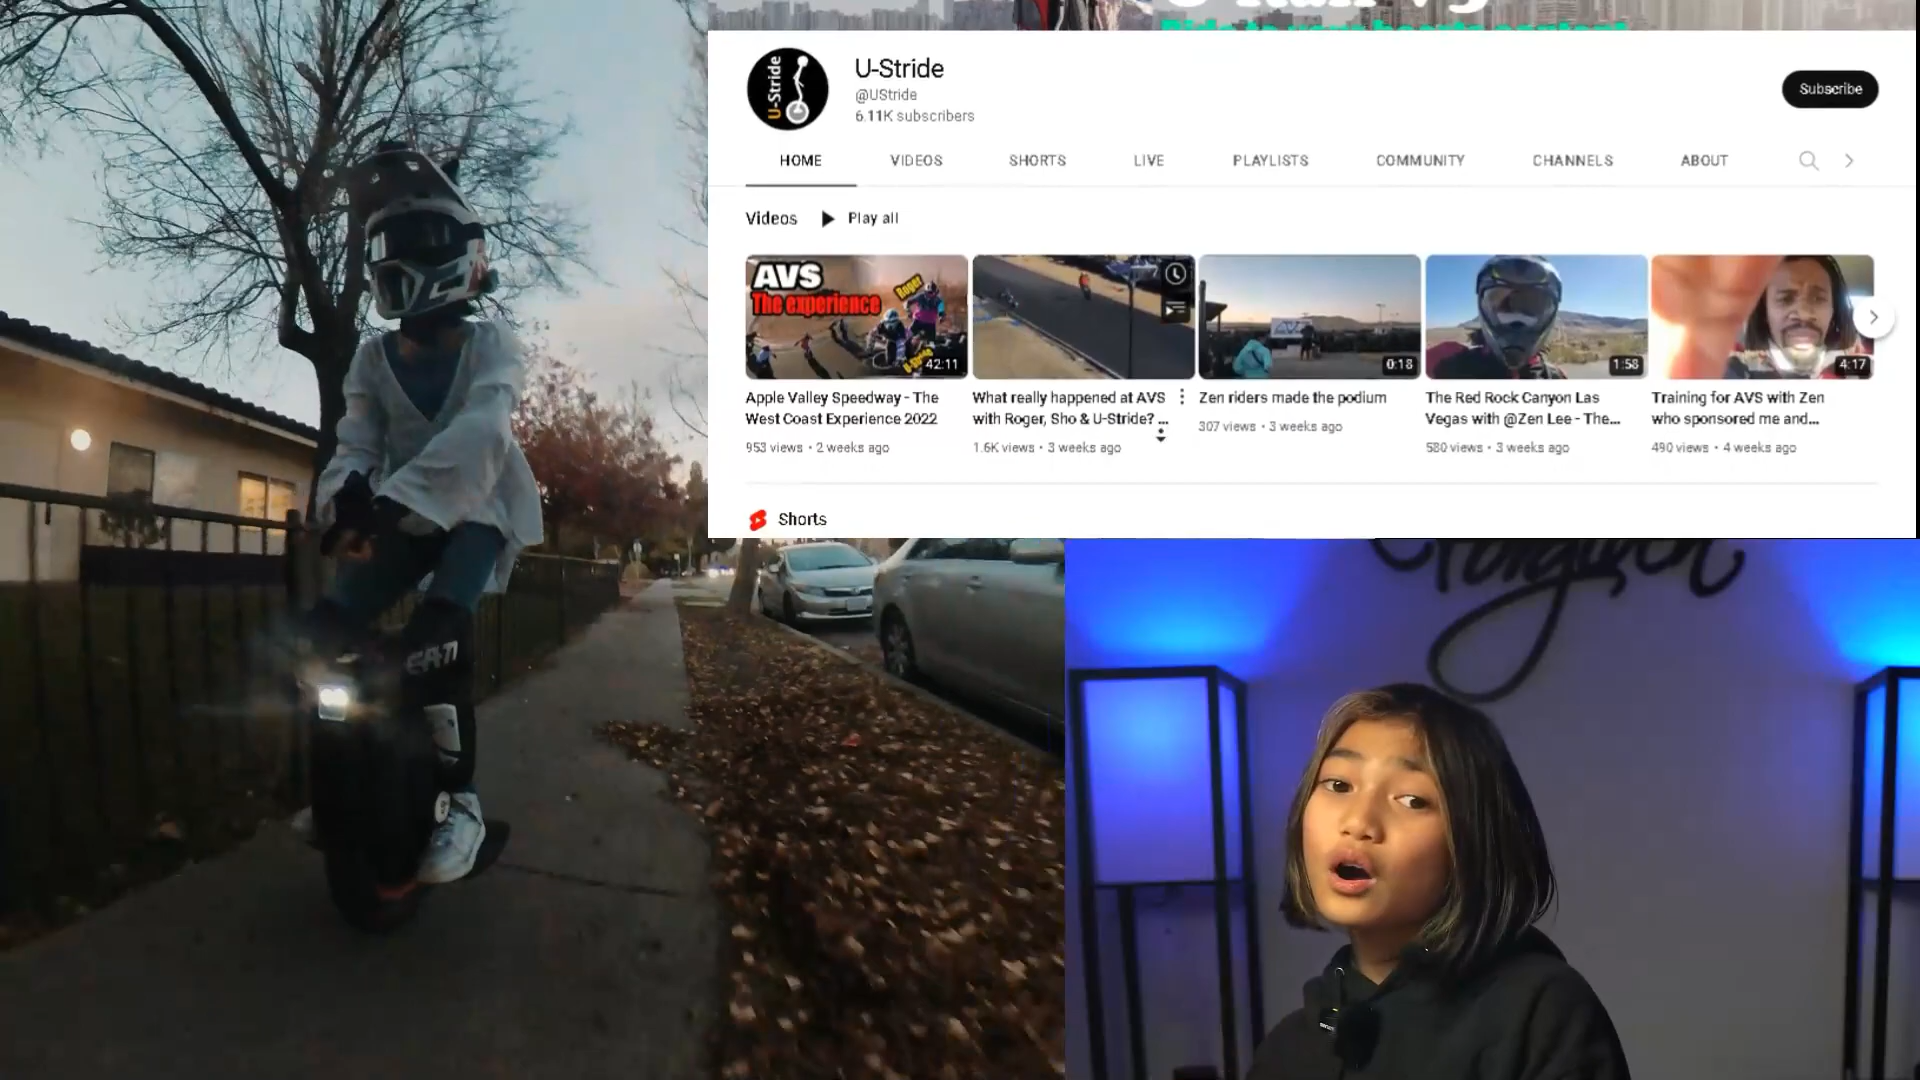 U-Stride
U-Stride
@UStride
6.11K subscribers
Subscribe
HOME VIDEOS SHORTS LIVE PLAYLISTS COMMUNITY CHANNELS ABOUT
Videos Play all
AVS
The experience
Roger
U-Stride
42:11
AVS
0:18
1:58
4:17
Apple Valley Speedway - The
West Coast Experience 2022
953 views • 2 weeks ago
What really happened at AVS
with Roger, Sho & U-Stride? ...
1.6K views • 3 weeks ago
Zen riders made the podium
307 views • 3 weeks ago
The Red Rock Canyon Las
Vegas with @Zen Lee - The...
580 views • 3 weeks ago
Training for AVS with Zen
who sponsored me and...
490 views • 4 weeks ago
Shorts